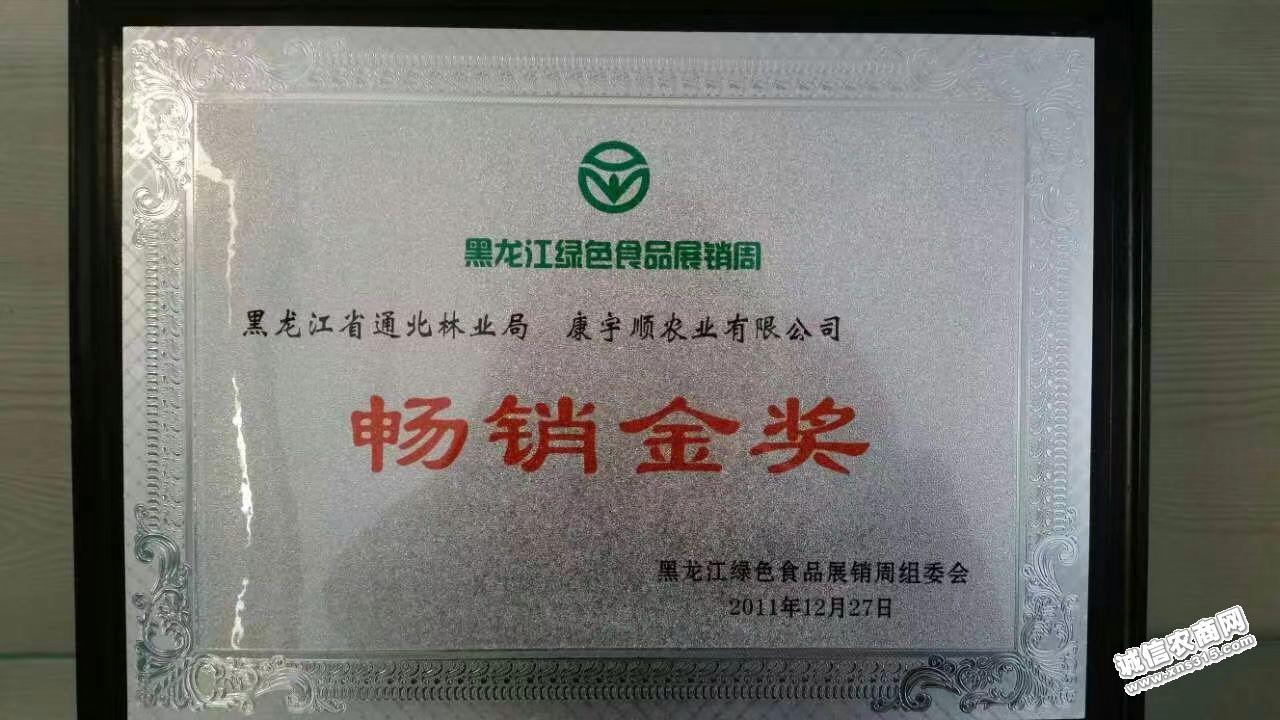 黑龙江绿色食品展销周
黑龙江省通北林业局 康宇顺农业有限公司
畅销金奖
黑龙江绿色食品展销周组委会
2011年12月27日
诚信农商网
www.xns315.com